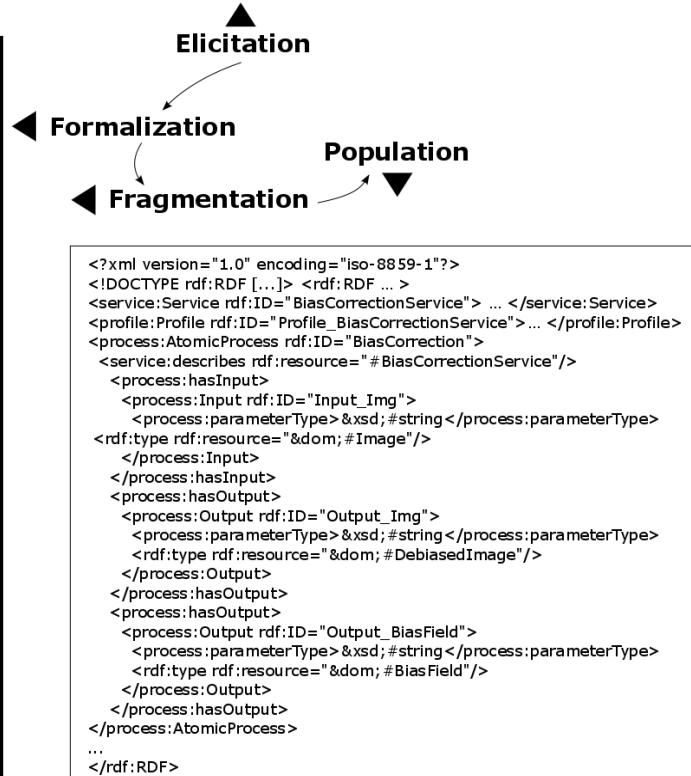 Elicitation
Formalization
Population
Fragmentation
<?xml version="1.0" encoding="iso-8859-1"?>
<!DOCTYPE rdf:RDF [...]> <rdf:RDF ... >
<service:Service rdf:ID="BiasCorrectionService"> ... </service:Service>
<profile:Profile rdf:ID="Profile_BiasCorrectionService">... </profile:Profile>
<process:AtomicProcess rdf:ID="BiasCorrection">
<service:describes rdf:resource="#BiasCorrectionService"/>
<process:hasInput>
<process:Input rdf:ID="Input_Img">
<process:parameterType>&xsd;#string</process:parameterType>
<rdf:type rdf:resource="&dom;#Image"/>
</process:Input>
</process:hasInput>
<process:hasOutput>
<process:Output rdf:ID="Output_Img">
<process:parameterType>&xsd;#string</process:parameterType>
<rdf:type rdf:resource="&dom;#DebiasedImage"/>
</process:Output>
</process:hasOutput>
<process:hasOutput>
<process:Output rdf:ID="Output_BiasField">
<process:parameterType>&xsd;#string</process:parameterType>
<rdf:type rdf:resource="&dom;#BiasField"/>
</process:Output>
</process:hasOutput>
</process:AtomicProcess>
...
</rdf:RDF>